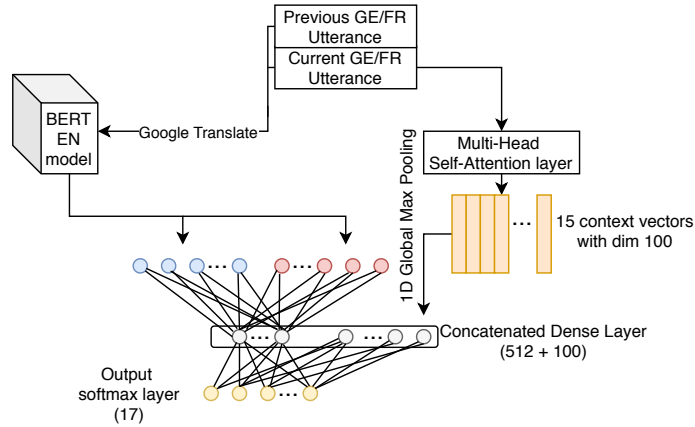 Previous GE/FR
Utterance
Current GE/FR
Utterance
BERT
EN
model
Google Translate
Multi-Head
Self-Attention layer
1D Global Max Pooling
...
15 context vectors
with dim 100
...
...
...
...
Concatenated Dense Layer
(512 + 100)
Output
softmax layer
(17)
...